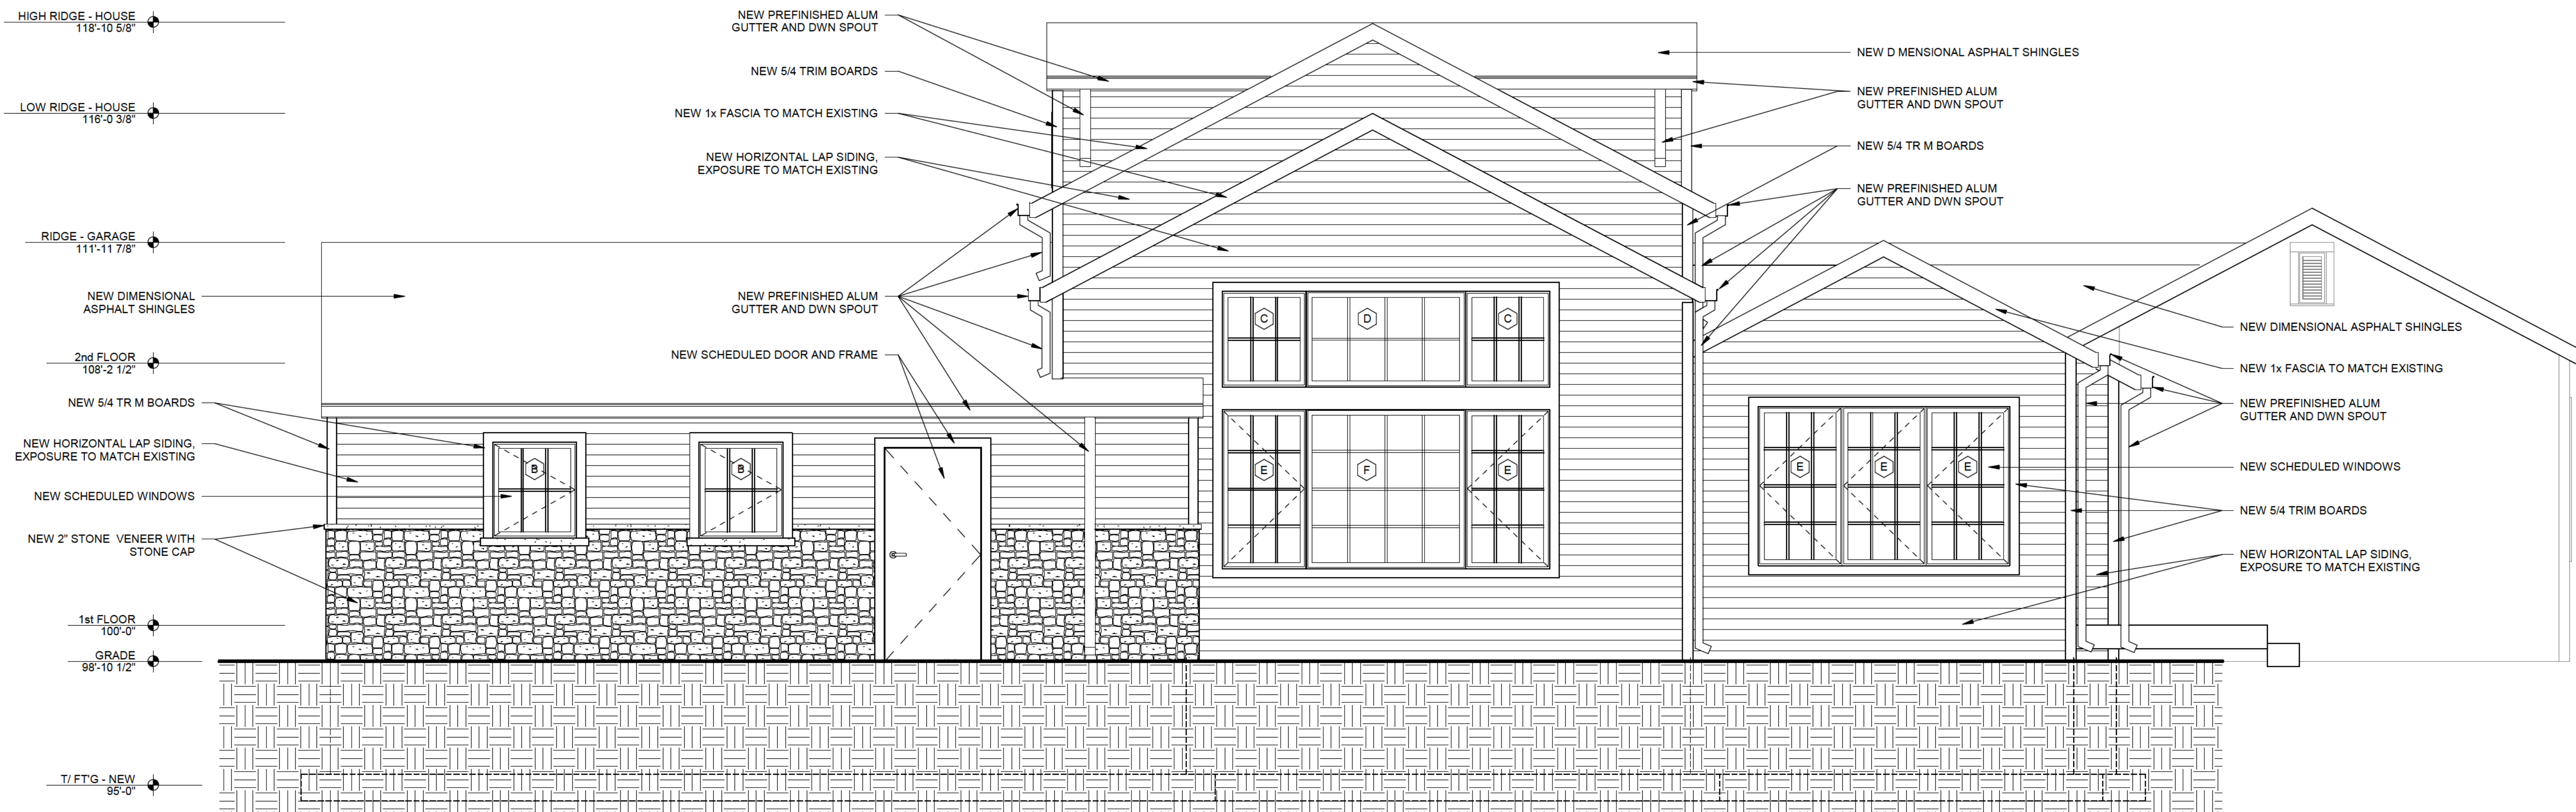 HIGH RIDGE - HOUSE
118'-10 5/8"
LOW RIDGE - HOUSE
116'-0 3/8"
RIDGE - GARAGE
111'-11 7/8"
NEW DIMENSIONAL
ASPHALT SHINGLES
2nd FLOOR
108'-2 1/2"
NEW 5/4 TR M BOARDS
NEW HORIZONTAL LAP SIDING,
EXPOSURE TO MATCH EXISTING
NEW SCHEDULED WINDOWS
NEW 2" STONE VENEER WITH
STONE CAP
1st FLOOR
100'-0"
GRADE
98'-10 1/2"
T/ FT'G - NEW
95'-0"
NEW PREFINISHED ALUM
GUTTER AND DWN SPOUT
NEW 5/4 TRIM BOARDS
NEW 1x FASCIA TO MATCH EXISTING
NEW HORIZONTAL LAP SIDING,
EXPOSURE TO MATCH EXISTING
NEW PREFINISHED ALUM
GUTTER AND DWN SPOUT
NEW SCHEDULED DOOR AND FRAME
B
B
C
D
C
E
F
E
E
E
E
NEW D MENSIONAL ASPHALT SHINGLES
NEW PREFINISHED ALUM
GUTTER AND DWN SPOUT
NEW 5/4 TR M BOARDS
NEW PREFINISHED ALUM
GUTTER AND DWN SPOUT
NEW DIMENSIONAL ASPHALT SHINGLES
NEW 1x FASCIA TO MATCH EXISTING
NEW PREFINISHED ALUM
GUTTER AND DWN SPOUT
NEW SCHEDULED WINDOWS
NEW 5/4 TRIM BOARDS
NEW HORIZONTAL LAP SIDING,
EXPOSURE TO MATCH EXISTING